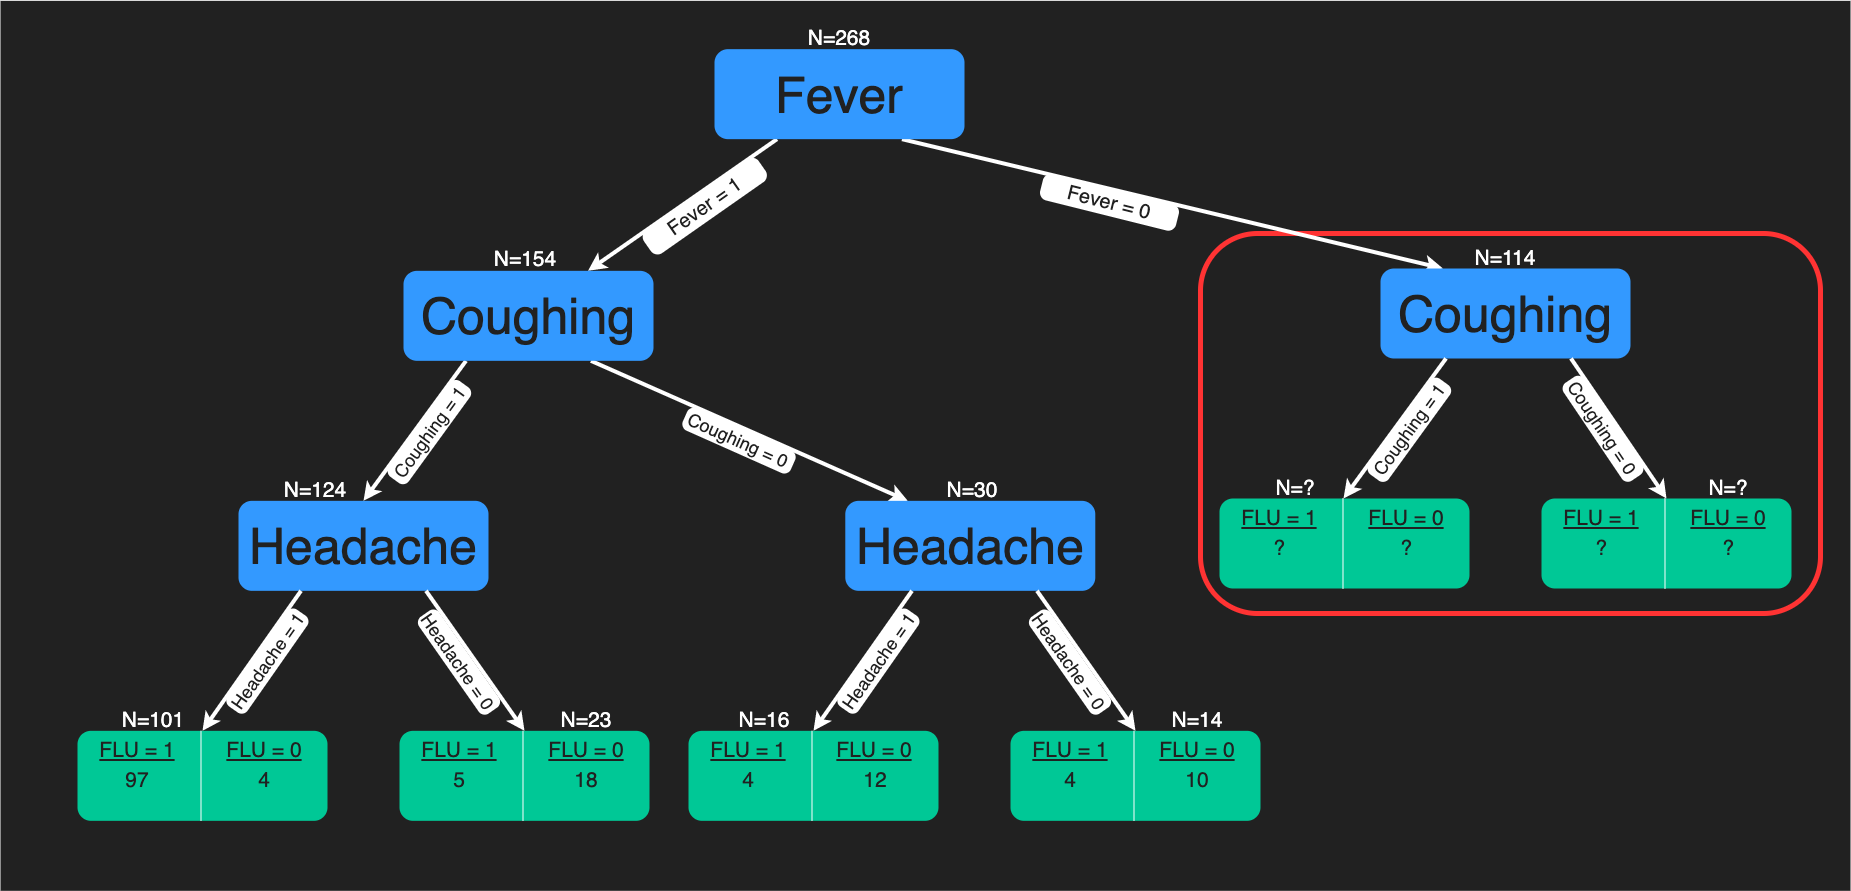 N=268
Fever
Fever = 1
Fever = 0
N=154
Coughing
N=114
Coughing
Coughing = 1
Coughing = 0
Coughing = 1
Coughing = 0
N=124
Headache
N=30
Headache
N=?
FLU = 1 FLU = 0
? ?
N=?
FLU = 1 FLU = 0
? ?
Headache = 1
Headache = 0
Headache = 1
Headache = 0
N=101
FLU = 1 FLU = 0
97 4
N=23
FLU = 1 FLU = 0
5 18
N=16
FLU = 1 FLU = 0
4 12
N=14
FLU = 1 FLU = 0
4 10